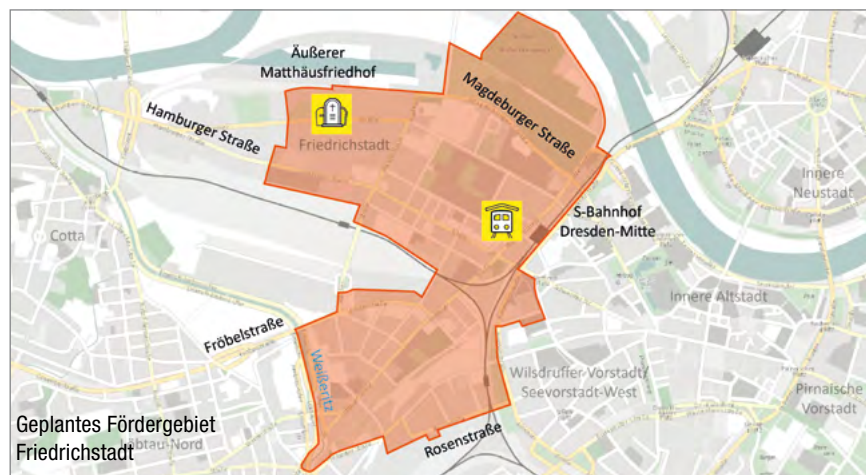 Äußerer
Matthäusfriedhof
Magdeburger Straße
Hamburger Straße
Friedrichstadt
Innere
Neustadt
S-Bahnhof
Dresden-Mitte
Cotta
Innere Altstadt
Fröbelstraße
Weißeritz
Wilsdruffer Vorstadt/
Seevorstadt-West
Pirnaische
Vorstadt
Geplantes Fördergebiet
Friedrichstadt
Löbtau-Nord
Rosenstraße